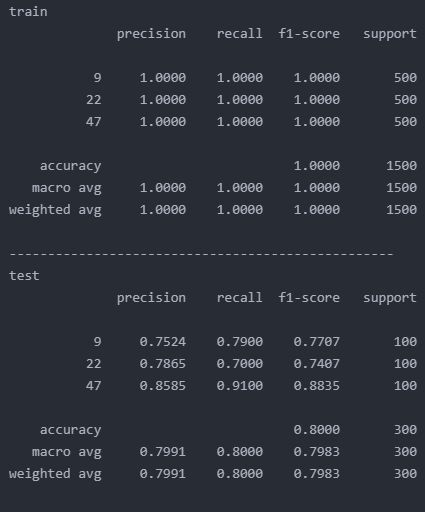 train
precision recall f1-score support
9 1.0000 1.0000 1.0000 500
22 1.0000 1.0000 1.0000 500
47 1.0000 1.0000 1.0000 500
accuracy 1.0000 1500
macro avg 1.0000 1.0000 1.0000 1500
weighted avg 1.0000 1.0000 1.0000 1500
--------------------------------------------------
test
precision recall f1-score support
9 0.7524 0.7900 0.7707 100
22 0.7865 0.7000 0.7407 100
47 0.8585 0.9100 0.8835 100
accuracy 0.8000 300
macro avg 0.7991 0.8000 0.7983 300
weighted avg 0.7991 0.8000 0.7983 300